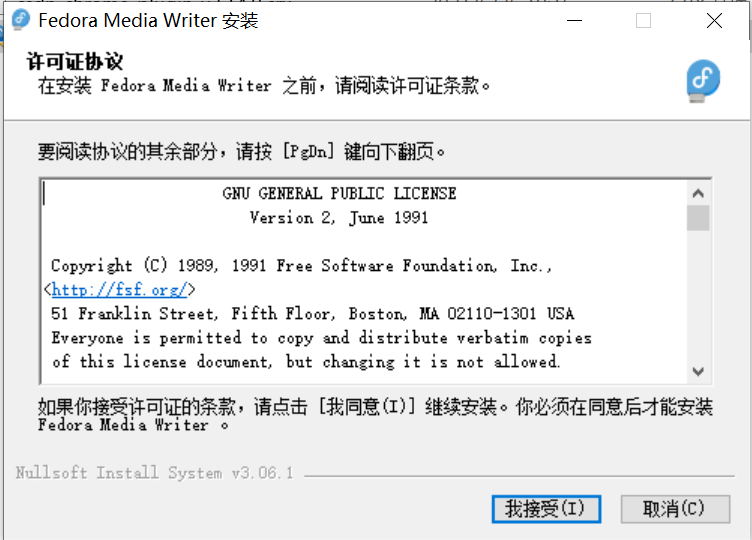 Fedora Media Writer 安装
许可证协议
在安装 Fedora Media Writer 之前，请阅读许可证条款。
要阅读协议的其余部分，请按 [PgDn] 键向下翻页。
GNU GENERAL PUBLIC LICENSE
Version 2, June 1991
Copyright (C) 1989, 1991 Free Software Foundation, Inc.,
<http://fsf.org/>
51 Franklin Street, Fifth Floor, Boston, MA 02110-1301 USA
Everyone is permitted to copy and distribute verbatim copies
of this license document, but changing it is not allowed.
如果你接受许可证的条款，请点击 [我同意(I)] 继续安装。你必须在同意后才能安装
Fedora Media Writer 。
Nullsoft Install System v3.06.1
我接受(I)
取消(C)